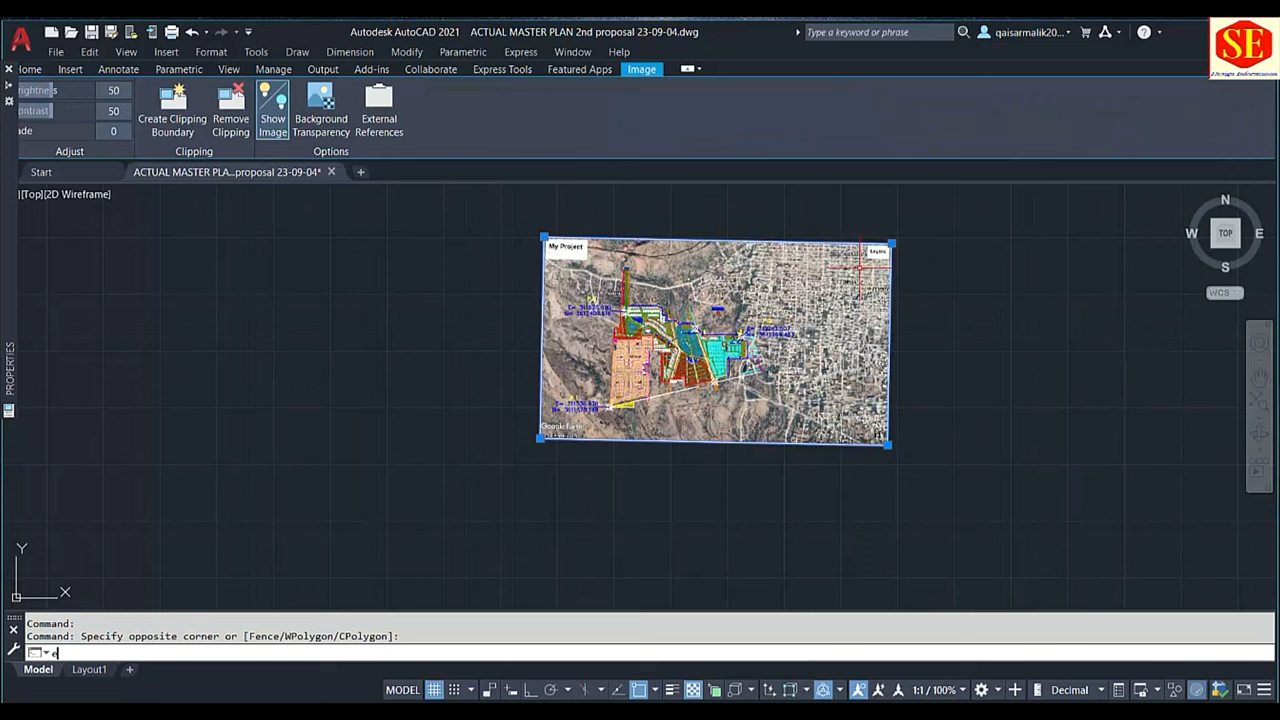 Autodesk AutoCAD 2021 ACTUAL MASTER PLAN 2nd proposal 23-09-04.dwg
Type a keyword or phrase
qaisarmalik20...
SE
File Edit View Insert Format Tools Draw Dimension Modify Parametric Express Window Help
Home Insert Annotate Parametric View Manage Output Add-ins Collaborate Express Tools Featured Apps Image
50
50
0
Create Clipping Boundary
Remove Clipping
Show Image
Background Transparency
External References
Adjust Clipping Options
Start ACTUAL MASTER PLA...proposal 23-09-04*
[Top][2D Wireframe]
N
W TOP E
S
WCS
My Project
PROPERTIES
Y
X
Command:
Command: Specify opposite corner or [Fence/WPolygon/CPolygon]:
e
Model Layout1
MODEL 1:1 / 100% Decimal